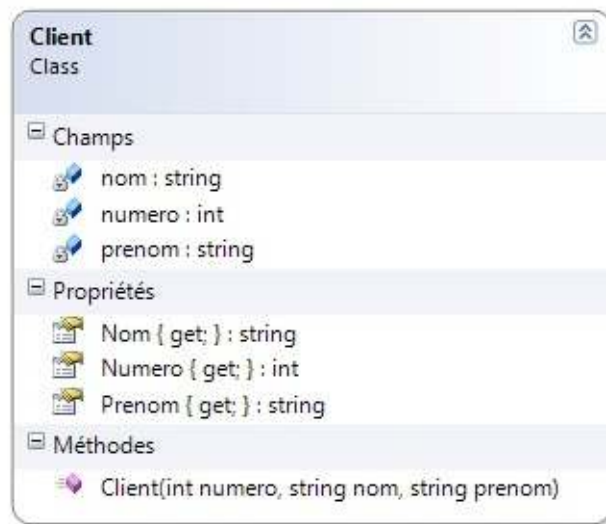 Client
Class
Champs
nom : string
numero : int
prenom : string
Propriétés
Nom { get; } : string
Numero { get; } : int
Prenom { get; } : string
Méthodes
Client(int numero, string nom, string prenom)